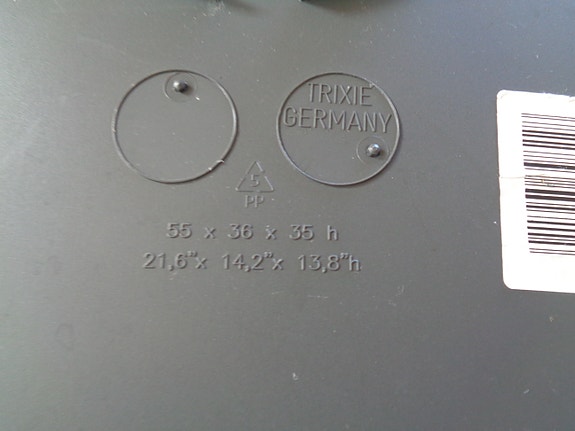 TRIXIE
GERMANY
5
PP
55 x 36 x 35 h
21,6"x 14,2"x 13,8"h